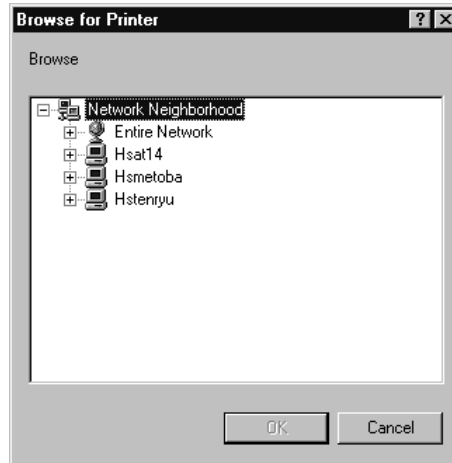 Browse for Printer
Browse
Network Neighborhood
Entire Network
Hsat14
Hsmetoba
Hstenryu
OK
Cancel